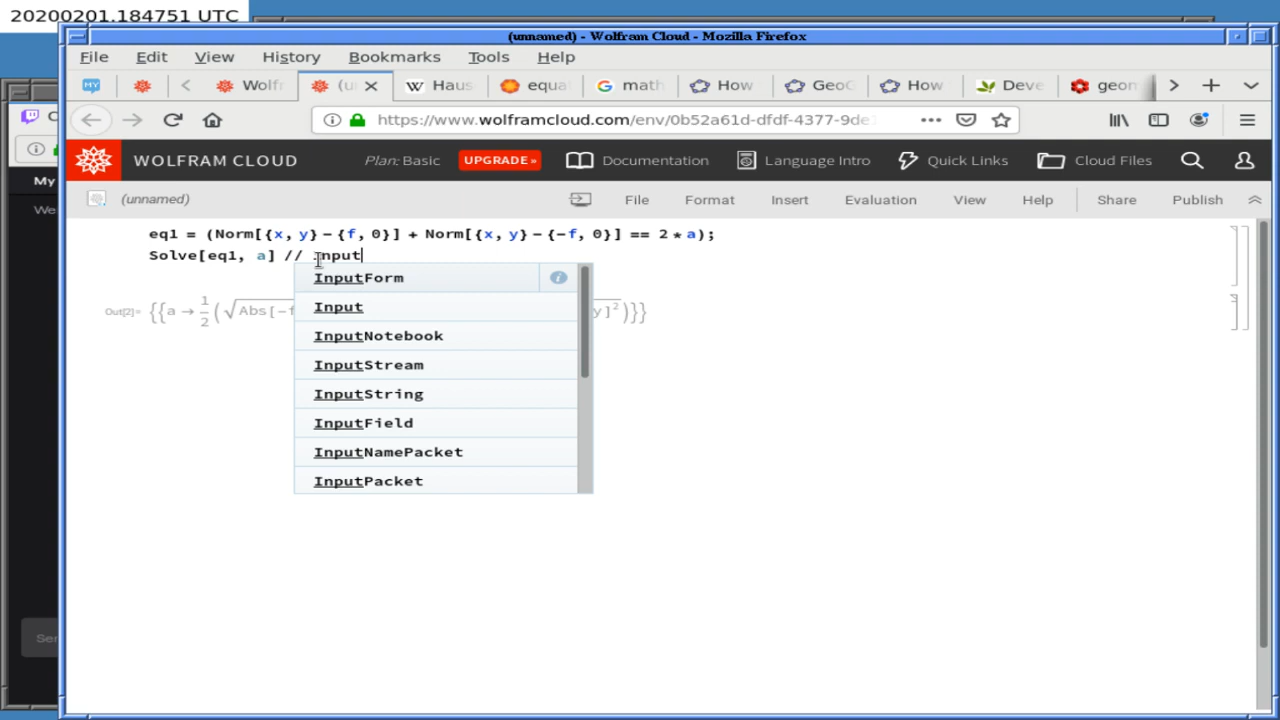 20200201.184751 UTC
(unnamed) - Wolfram Cloud - Mozilla Firefox
File Edit View History Bookmarks Tools Help
MY Wolfr (u Haus equa math How GeoG How Deve geom
https://www.wolframcloud.com/env/0b52a61d-dfdf-4377-9de
WOLFRAM CLOUD Plan: Basic UPGRADE » Documentation Language Intro Quick Links Cloud Files
My
(unnamed) File Format Insert Evaluation View Help Share Publish
We
eq1 = (Norm[{x, y} - {f, 0}] + Norm[{x, y} - {-f, 0}] == 2 * a);
Solve[eq1, a] // Input
InputForm
Out[2]= {{a → 1/2 (√Abs[-f y]²)}}
Input
InputNotebook
InputStream
InputString
InputField
InputNamePacket
InputPacket
Ser